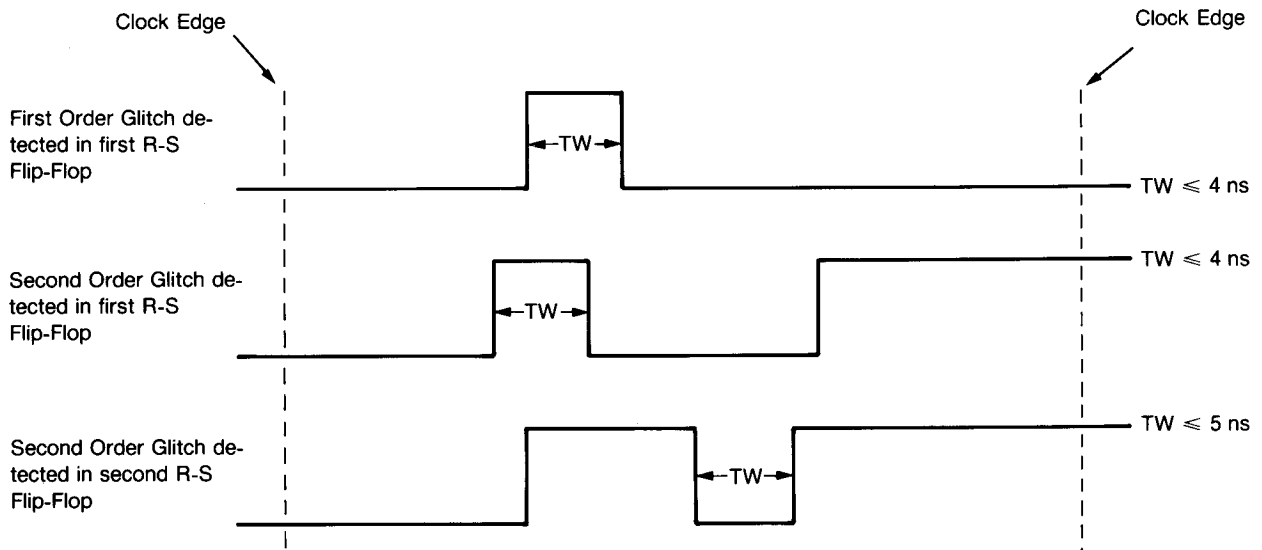 Clock Edge
Clock Edge
First Order Glitch de-
tected in first R-S
Flip-Flop
TW
TW ⩽ 4 ns
Second Order Glitch de-
tected in first R-S
Flip-Flop
TW
TW ⩽ 4 ns
Second Order Glitch de-
tected in second R-S
Flip-Flop
TW
TW ⩽ 5 ns